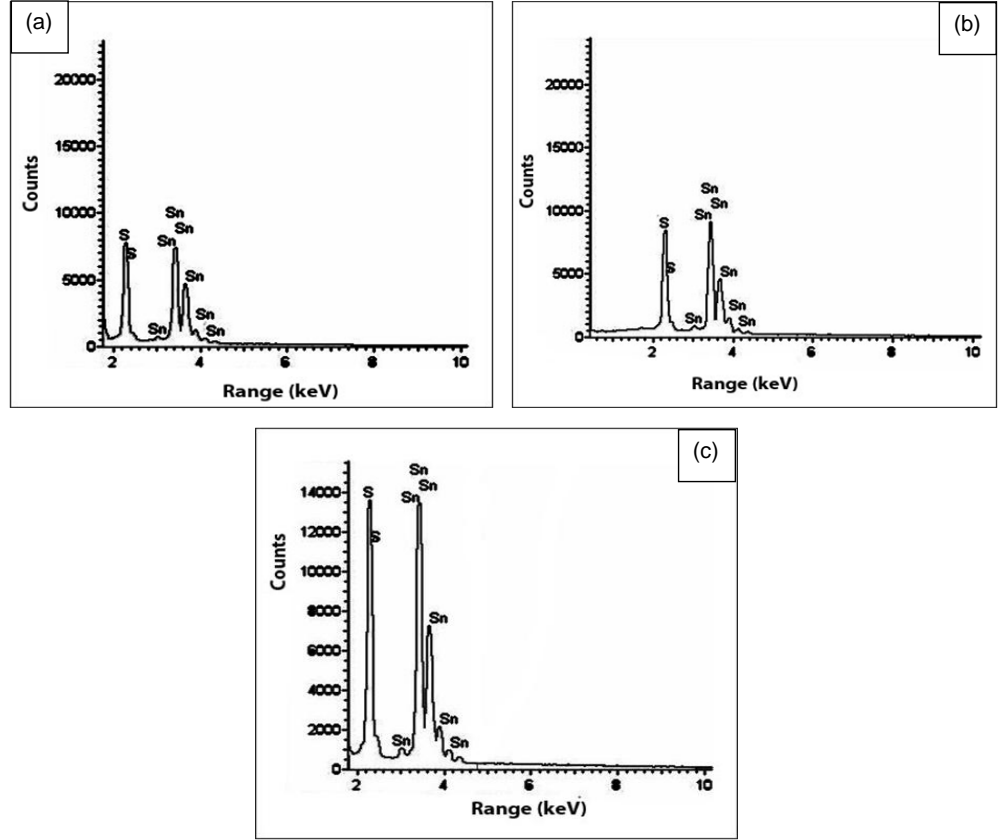 (a)
20000
15000
10000
5000
0
Counts
S
S
Sn
Sn
Sn
Sn
Sn
Sn
Sn
2
4
6
8
10
Range (keV)
(b)
20000
15000
10000
5000
0
Counts
S
S
Sn
Sn
Sn
Sn
Sn
Sn
Sn
2
4
6
8
10
Range (keV)
(c)
14000
12000
10000
8000
6000
4000
2000
0
Counts
S
S
Sn
Sn
Sn
Sn
Sn
Sn
Sn
2
4
6
8
10
Range (keV)